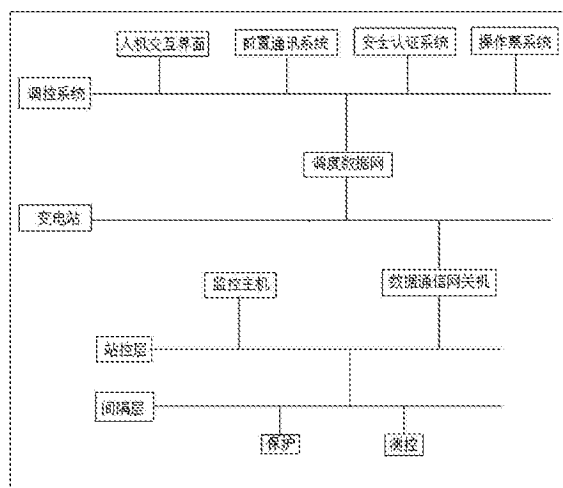 人机交互界面
前置通讯系统
安全认证系统
操作票系统
调控系统
调度数据网
变电站
监控主机
数据通信网关机
站控层
间隔层
保护
测控